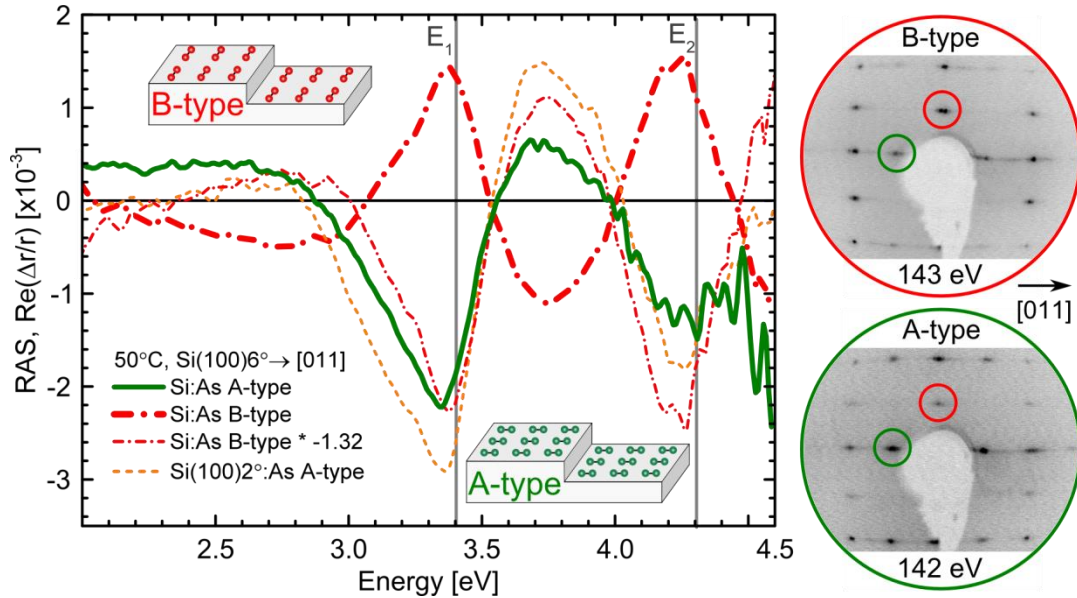 RAS, Re(Δr/r) [x10⁻³]
2
1
0
-1
-2
-3
2.5
3.0
3.5
4.0
4.5
Energy [eV]
E₁
E₂
B-type
50°C, Si(100)6°→ [011]
Si:As A-type
Si:As B-type
Si:As B-type * -1.32
Si(100)2°:As A-type
A-type
B-type
143 eV
[011]
A-type
142 eV